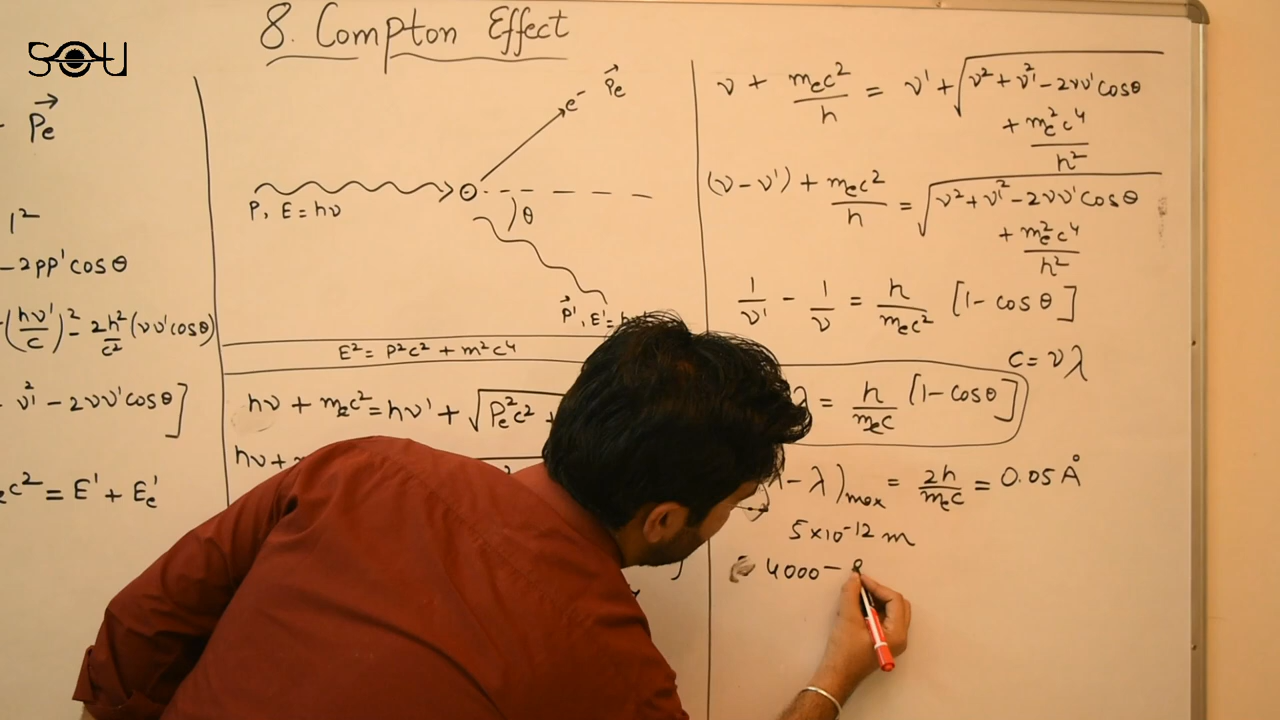 8. Compton Effect
SOU
Pₑ
l²
- 2pp' cos θ
(hν'/c)² - 2h²/c² (νν' cos θ)
ν'² - 2νν' cos θ]
c² = E' + Eₑ'
e⁻ Pₑ
P, E = hν
θ
P', E' =
E² = P²c² + m²c⁴
hν + mₑc² = hν' + √Pₑ²c² +
hν +
ν + mₑc²/h = ν' + √ν² + ν'² - 2νν' cos θ + mₑ²c⁴/h²
(ν - ν') + mₑc²/h = √ν² + ν'² - 2νν' cos θ + mₑ²c⁴/h²
1/ν' - 1/ν = h/mₑc² [1 - cos θ]
c = νλ
λ = h/mₑc [1 - cos θ]
- λ)max = 2h/mₑc = 0.05 Å
5×10⁻¹² m
4000 -